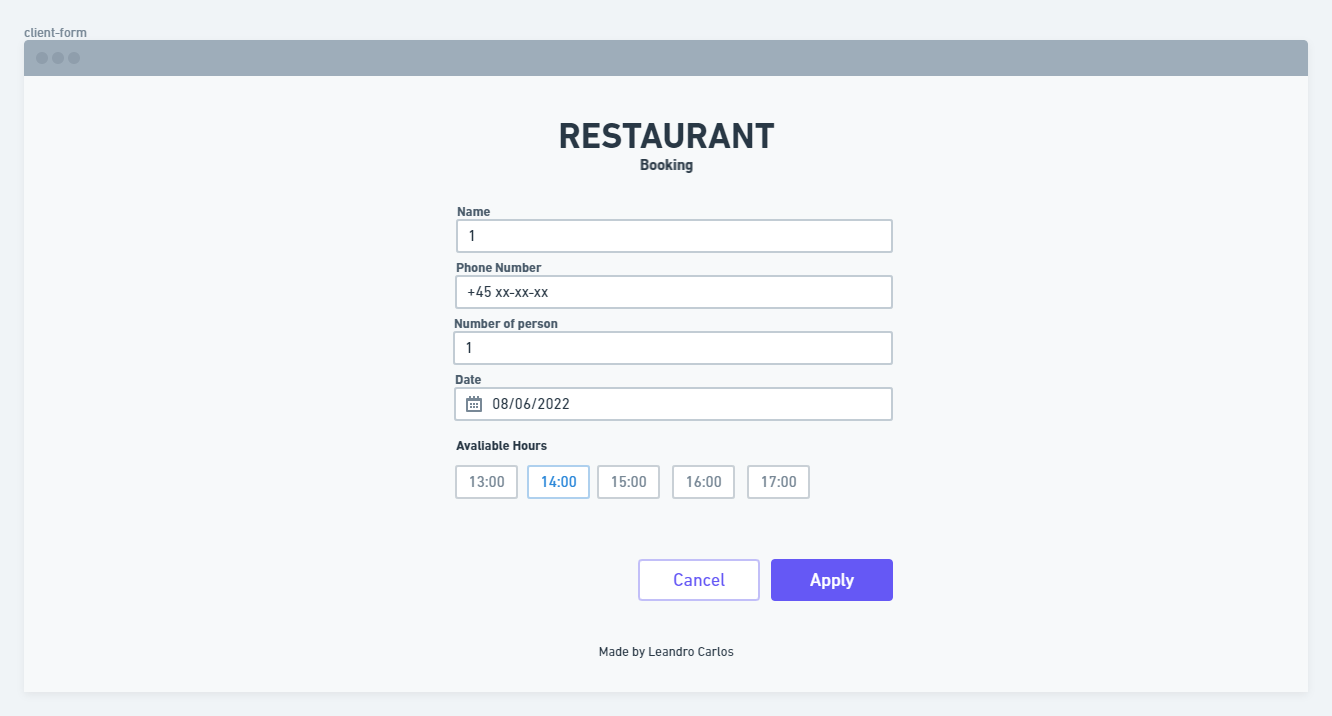 client-form
RESTAURANT
Booking
Name
1
Phone Number
+45 xx-xx-xx
Number of person
1
Date
08/06/2022
Avaliable Hours
13:00 14:00 15:00 16:00 17:00
Cancel Apply
Made by Leandro Carlos